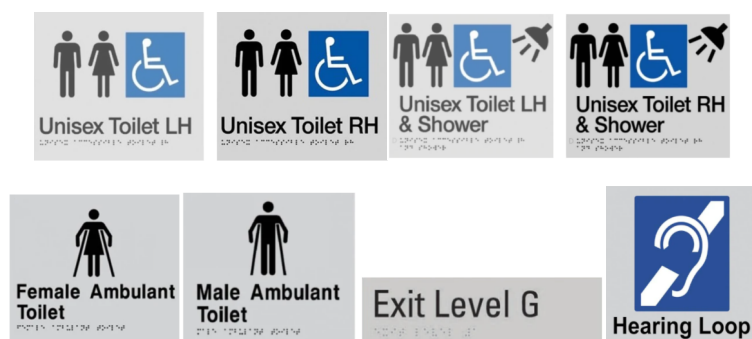 Unisex Toilet LH
Unisex Toilet RH
Unisex Toilet LH
& Shower
Unisex Toilet RH
& Shower
Female Ambulant
Toilet
Male Ambulant
Toilet
Exit Level G
Hearing Loop